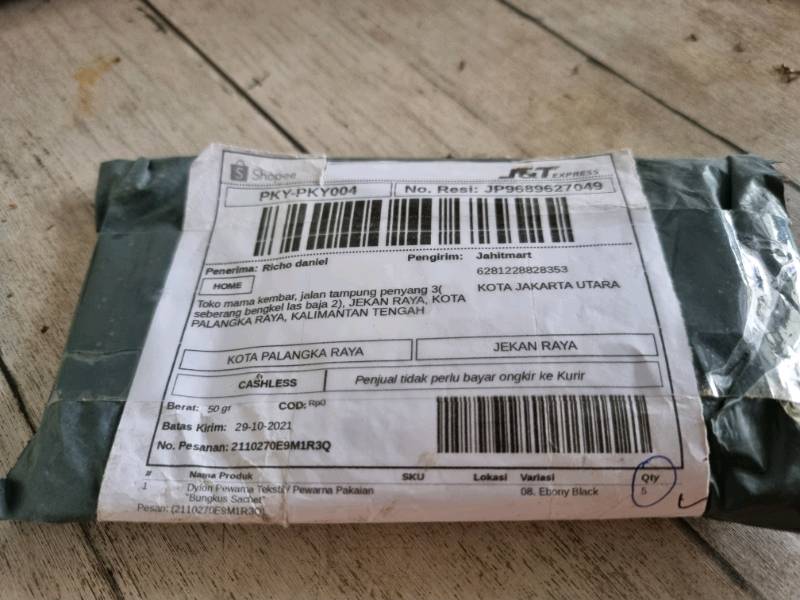 Shopee
J&T EXPRESS
PKY-PKY004
No. Resi: JP9689627049
Penerima: Richo daniel
Pengirim: Jahitmart
6281228828353
HOME
KOTA JAKARTA UTARA
Toko mama kembar, jalan tampung penyang 3(
seberang bengkel las baja 2), JEKAN RAYA, KOTA
PALANGKA RAYA, KALIMANTAN TENGAH
KOTA PALANGKA RAYA
JEKAN RAYA
CASHLESS
Penjual tidak perlu bayar ongkir ke Kurir
Berat: 50 gr
COD: Rp0
Batas Kirim: 29-10-2021
No. Pesanan: 2110270E9M1R3Q
# Nama Produk SKU Lokasi Variasi Qty
1 Dylon Pewarna Tekstil / Pewarna Pakaian 08. Ebony Black 5
"Bungkus Sachet"
Pesan: (2110270E9M1R3Q)